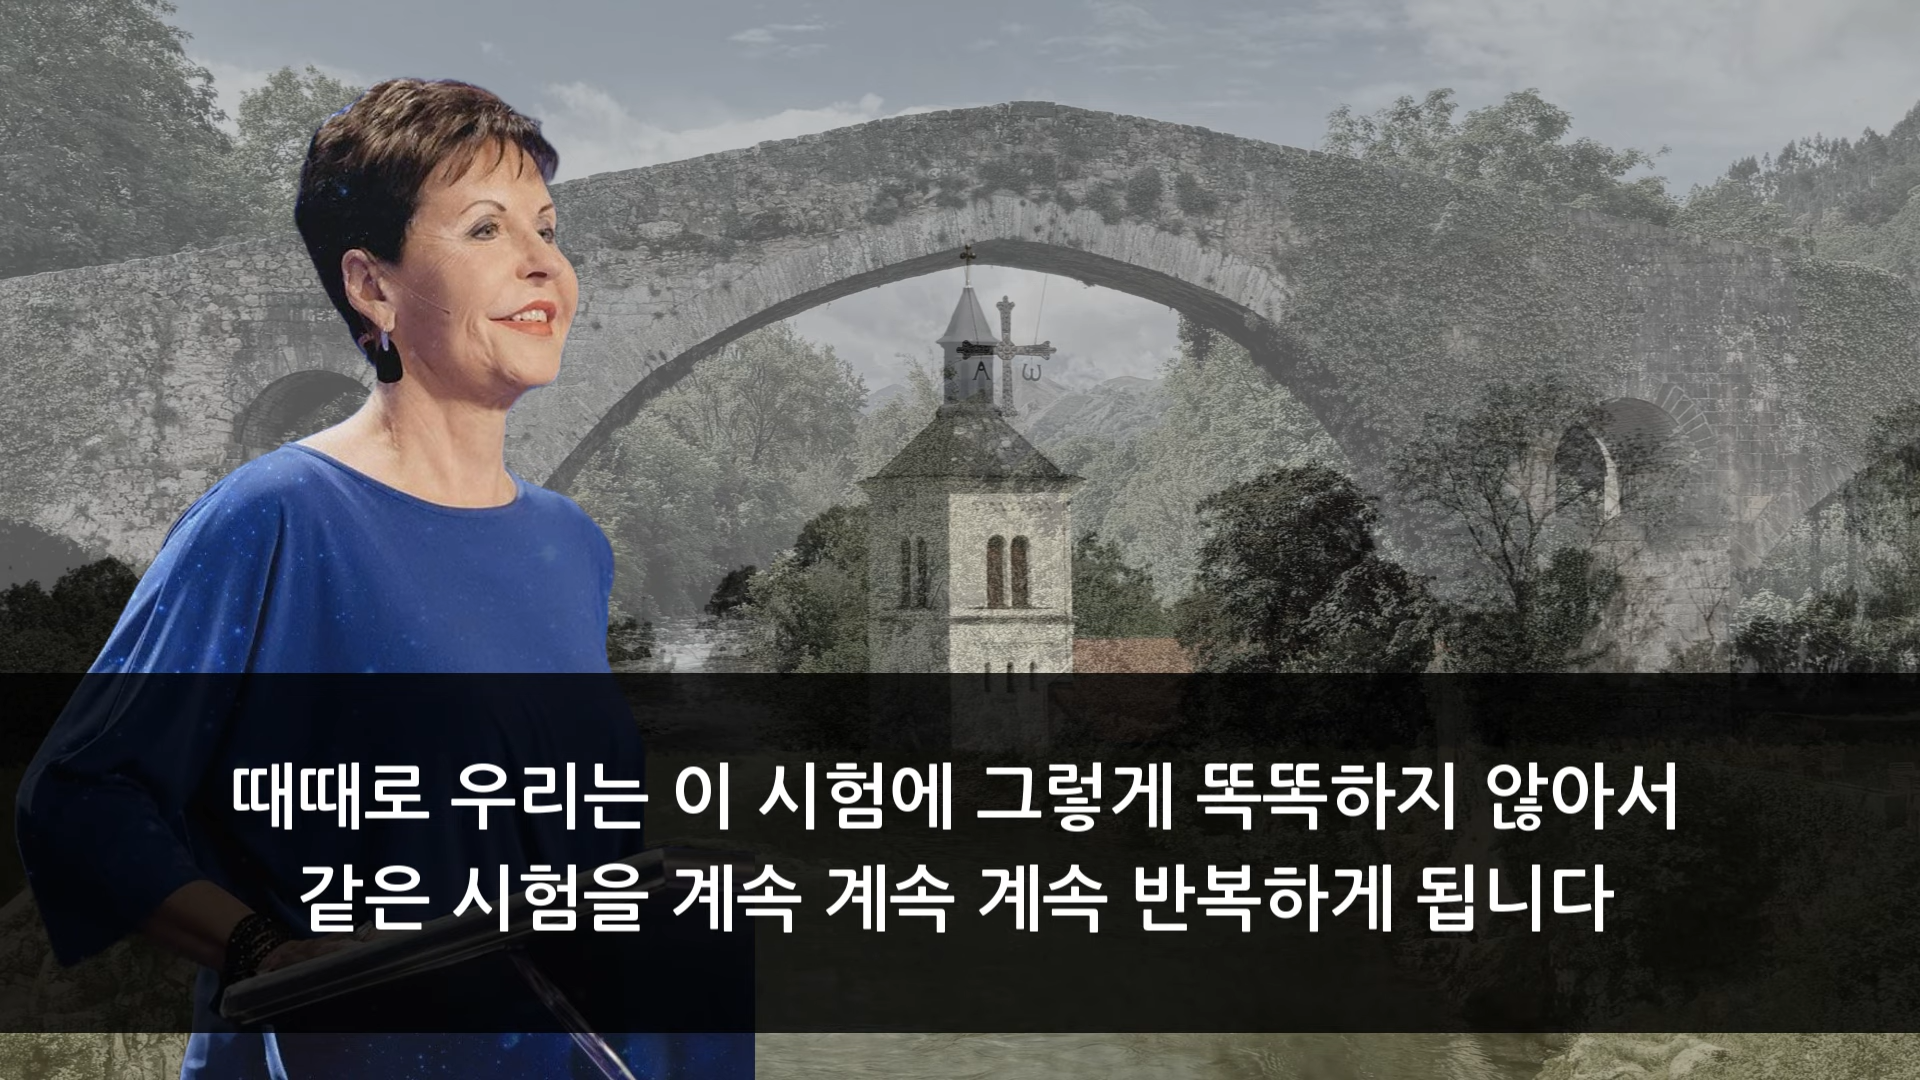 Α ω
때때로 우리는 이 시험에 그렇게 똑똑하지 않아서
같은 시험을 계속 계속 계속 반복하게 됩니다